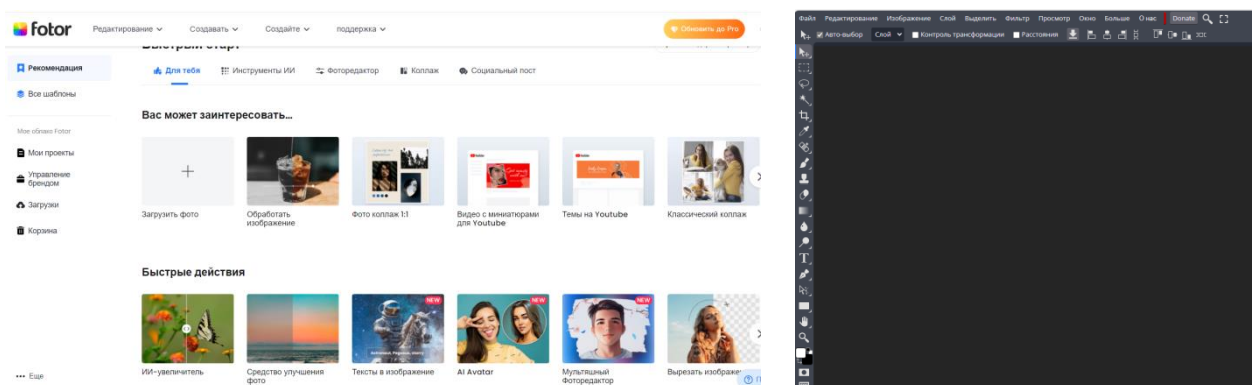 fotor
Редактирование
Создавать
Создайте
поддержка
Обновить до Pro
Быстрый старт
Рекомендация
Все шаблоны
Мое облако Fotor
Мои проекты
Управление
брендом
Загрузки
Корзина
Еще
Для тебя
Инструменты ИИ
Фоторедактор
Коллаж
Социальный пост
Вас может заинтересовать...
Загрузить фото
Обработать
изображение
Фото коллаж 1:1
Видео с миниатюрами
для Youtube
Темы на Youtube
Классический коллаж
Быстрые действия
NEW
NEW
NEW
ИИ-увеличитель
Средство улучшения
фото
Тексты в изображение
AI Avatar
Мультяшный
Фоторедактор
Вырезать изображе
Файл Редактирование Изображение Слой Выделить Фильтр Просмотр Окно Больше О нас Donate
Авто-выбор Слой Контроль трансформации Расстояния